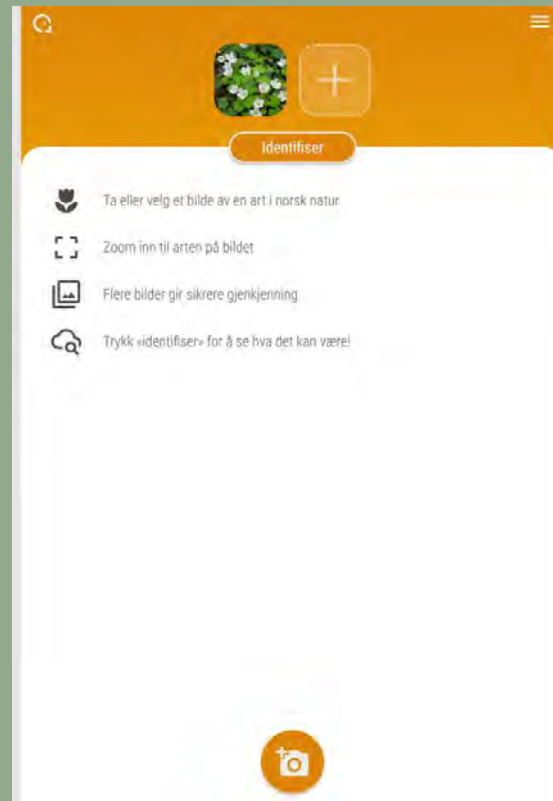 Identifiser
Ta eller velg et bilde av en art i norsk natur
Zoom inn til arten på bildet
Flere bilder gir sikrere gjenkjenning
Trykk «identifiser» for å se hva det kan være!